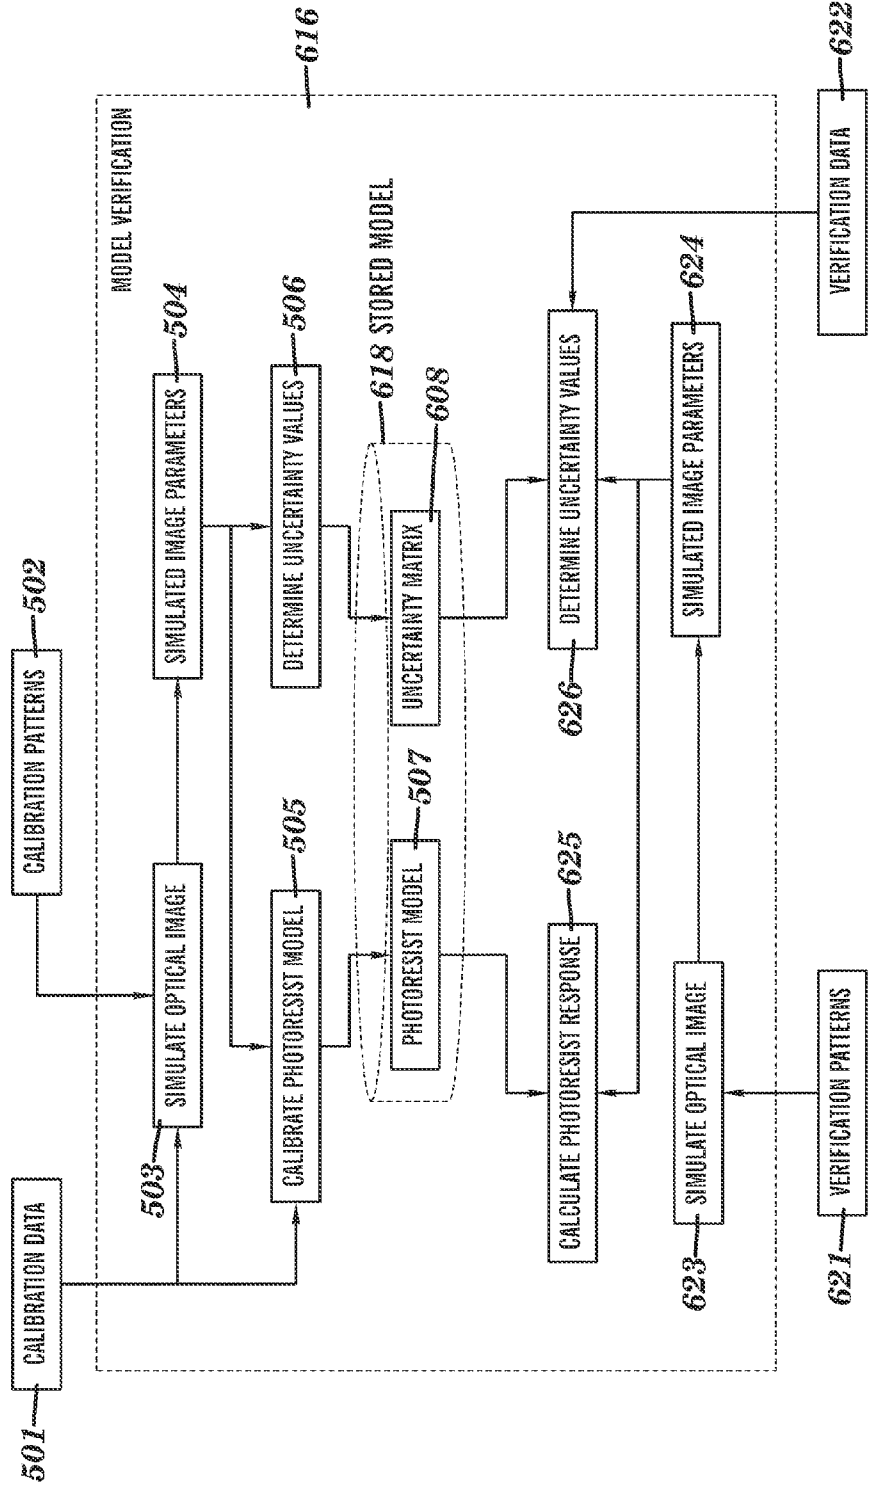 501
CALIBRATION DATA
502
CALIBRATION PATTERNS
616
MODEL VERIFICATION
503
SIMULATE OPTICAL IMAGE
504
SIMULATED IMAGE PARAMETERS
505
CALIBRATE PHOTORESIST MODEL
506
DETERMINE UNCERTAINTY VALUES
618 STORED MODEL
507
PHOTORESIST MODEL
608
UNCERTAINTY MATRIX
625
CALCULATE PHOTORESIST RESPONSE
626
DETERMINE UNCERTAINTY VALUES
623
SIMULATE OPTICAL IMAGE
624
SIMULATED IMAGE PARAMETERS
621
VERIFICATION PATTERNS
622
VERIFICATION DATA